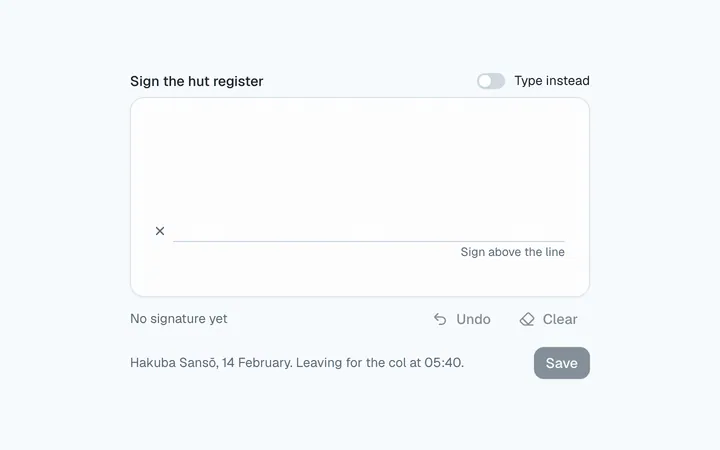 Sign the hut register
Type instead
×
Sign above the line
No signature yet
Undo
Clear
Hakuba Sansō, 14 February. Leaving for the col at 05:40.
Save